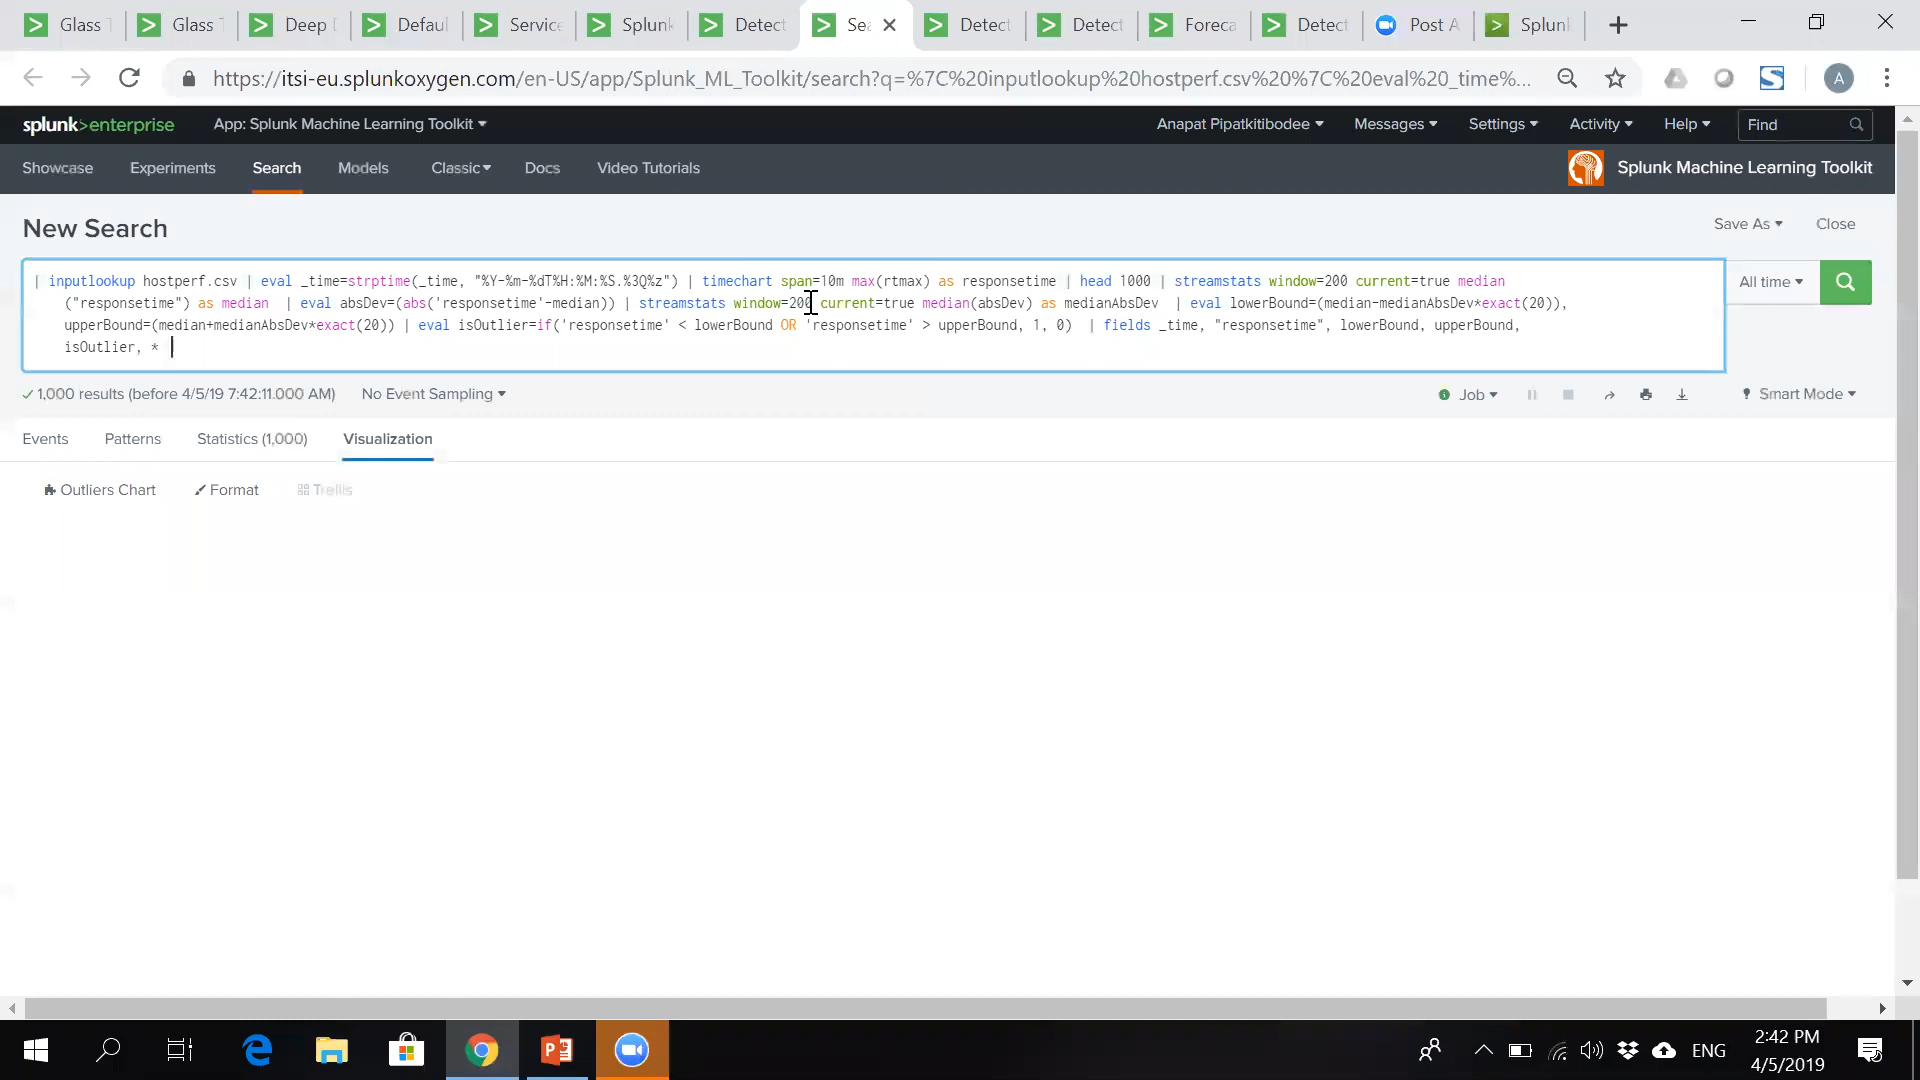 Glass T
Glass T
Deep D
Defaul
Service
Splunk
Detect
Sea
Detect
Detect
Foreca
Detect
Post A
Splunk
https://itsi-eu.splunkoxygen.com/en-US/app/Splunk_ML_Toolkit/search?q=%7C%20inputlookup%20hostperf.csv%20%7C%20eval%20_time%...
A
splunk>enterprise
App: Splunk Machine Learning Toolkit
Anapat Pipatkitibodee
Messages
Settings
Activity
Help
Find
Showcase
Experiments
Search
Models
Classic
Docs
Video Tutorials
Splunk Machine Learning Toolkit
New Search
Save As
Close
| inputlookup hostperf.csv | eval _time=strptime(_time, "%Y-%m-%dT%H:%M:%S.%3Q%z") | timechart span=10m max(rtmax) as responsetime | head 1000 | streamstats window=200 current=true median
("responsetime") as median  | eval absDev=(abs('responsetime'-median)) | streamstats window=200 current=true median(absDev) as medianAbsDev  | eval lowerBound=(median-medianAbsDev*exact(20)),
upperBound=(median+medianAbsDev*exact(20)) | eval isOutlier=if('responsetime' < lowerBound OR 'responsetime' > upperBound, 1, 0)  | fields _time, "responsetime", lowerBound, upperBound,
isOutlier, *
All time
1,000 results (before 4/5/19 7:42:11.000 AM)
No Event Sampling
Job
Smart Mode
Events
Patterns
Statistics (1,000)
Visualization
Outliers Chart
Format
Trellis
ENG
2:42 PM
4/5/2019